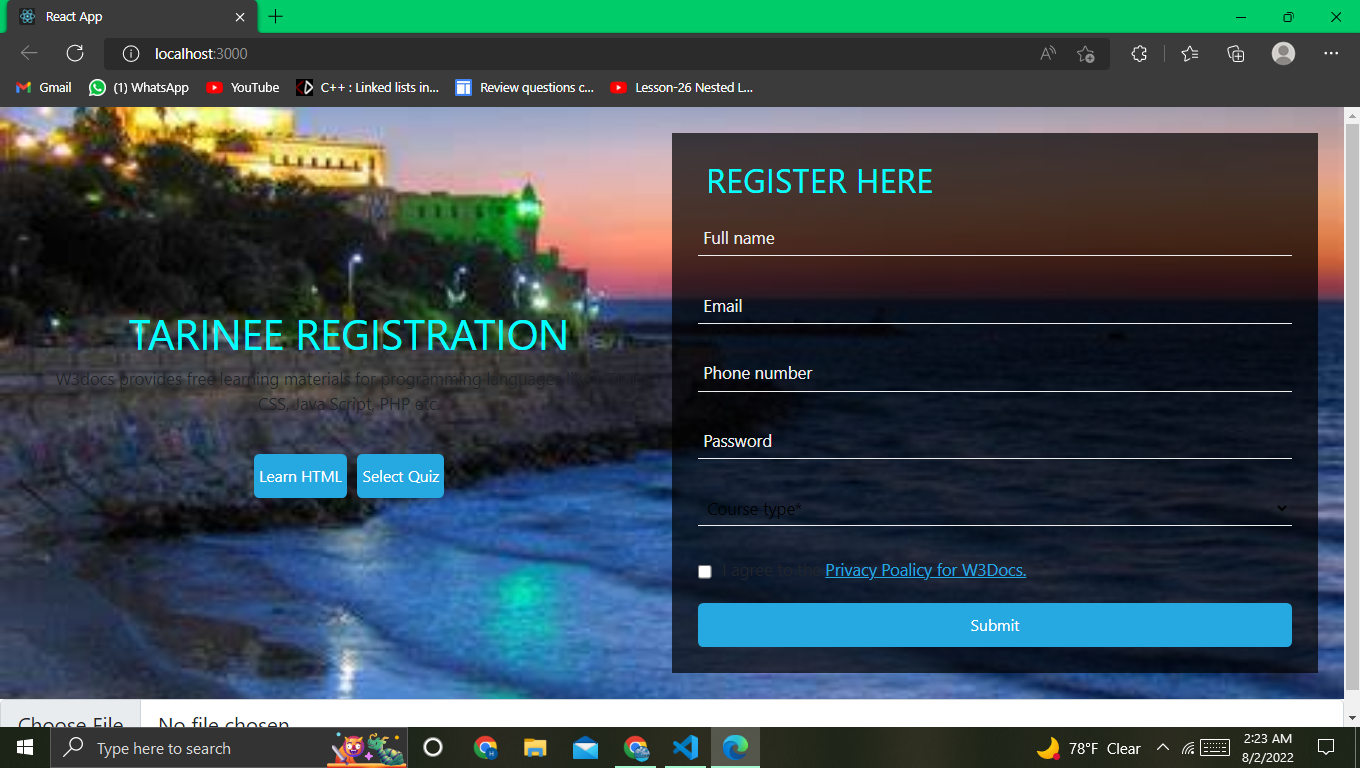 React App
localhost:3000
Gmail
(1) WhatsApp
YouTube
C++ : Linked lists in...
Review questions c...
Lesson-26 Nested L...
REGISTER HERE
Full name
Email
Phone number
Password
Course type*
I agree to the Privacy Poalicy for W3Docs.
Submit
TARINEE REGISTRATION
W3docs provides free learning materials for programming languages
CSS, Java Script, PHP etc.
Learn HTML
Select Quiz
Choose File
No file chosen
Type here to search
78°F Clear
2:23 AM
8/2/2022